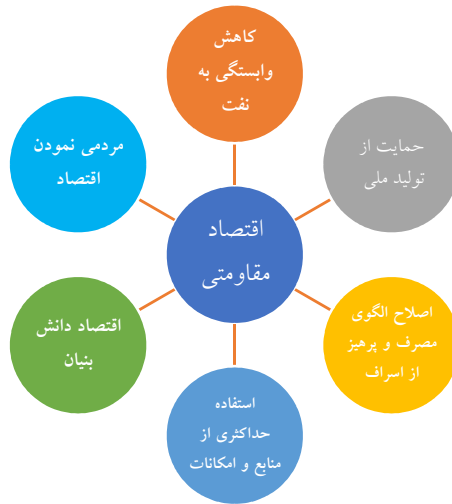 کاهش
وابستگی به
نفت
حمایت از
تولید ملی
مردمی نمودن
اقتصاد
اقتصاد
مقاومتی
اصلاح الگوی
مصرف و پرهیز
از اسراف
اقتصاد دانش
بنیان
استفاده
حداکثری از
منابع و امکانات